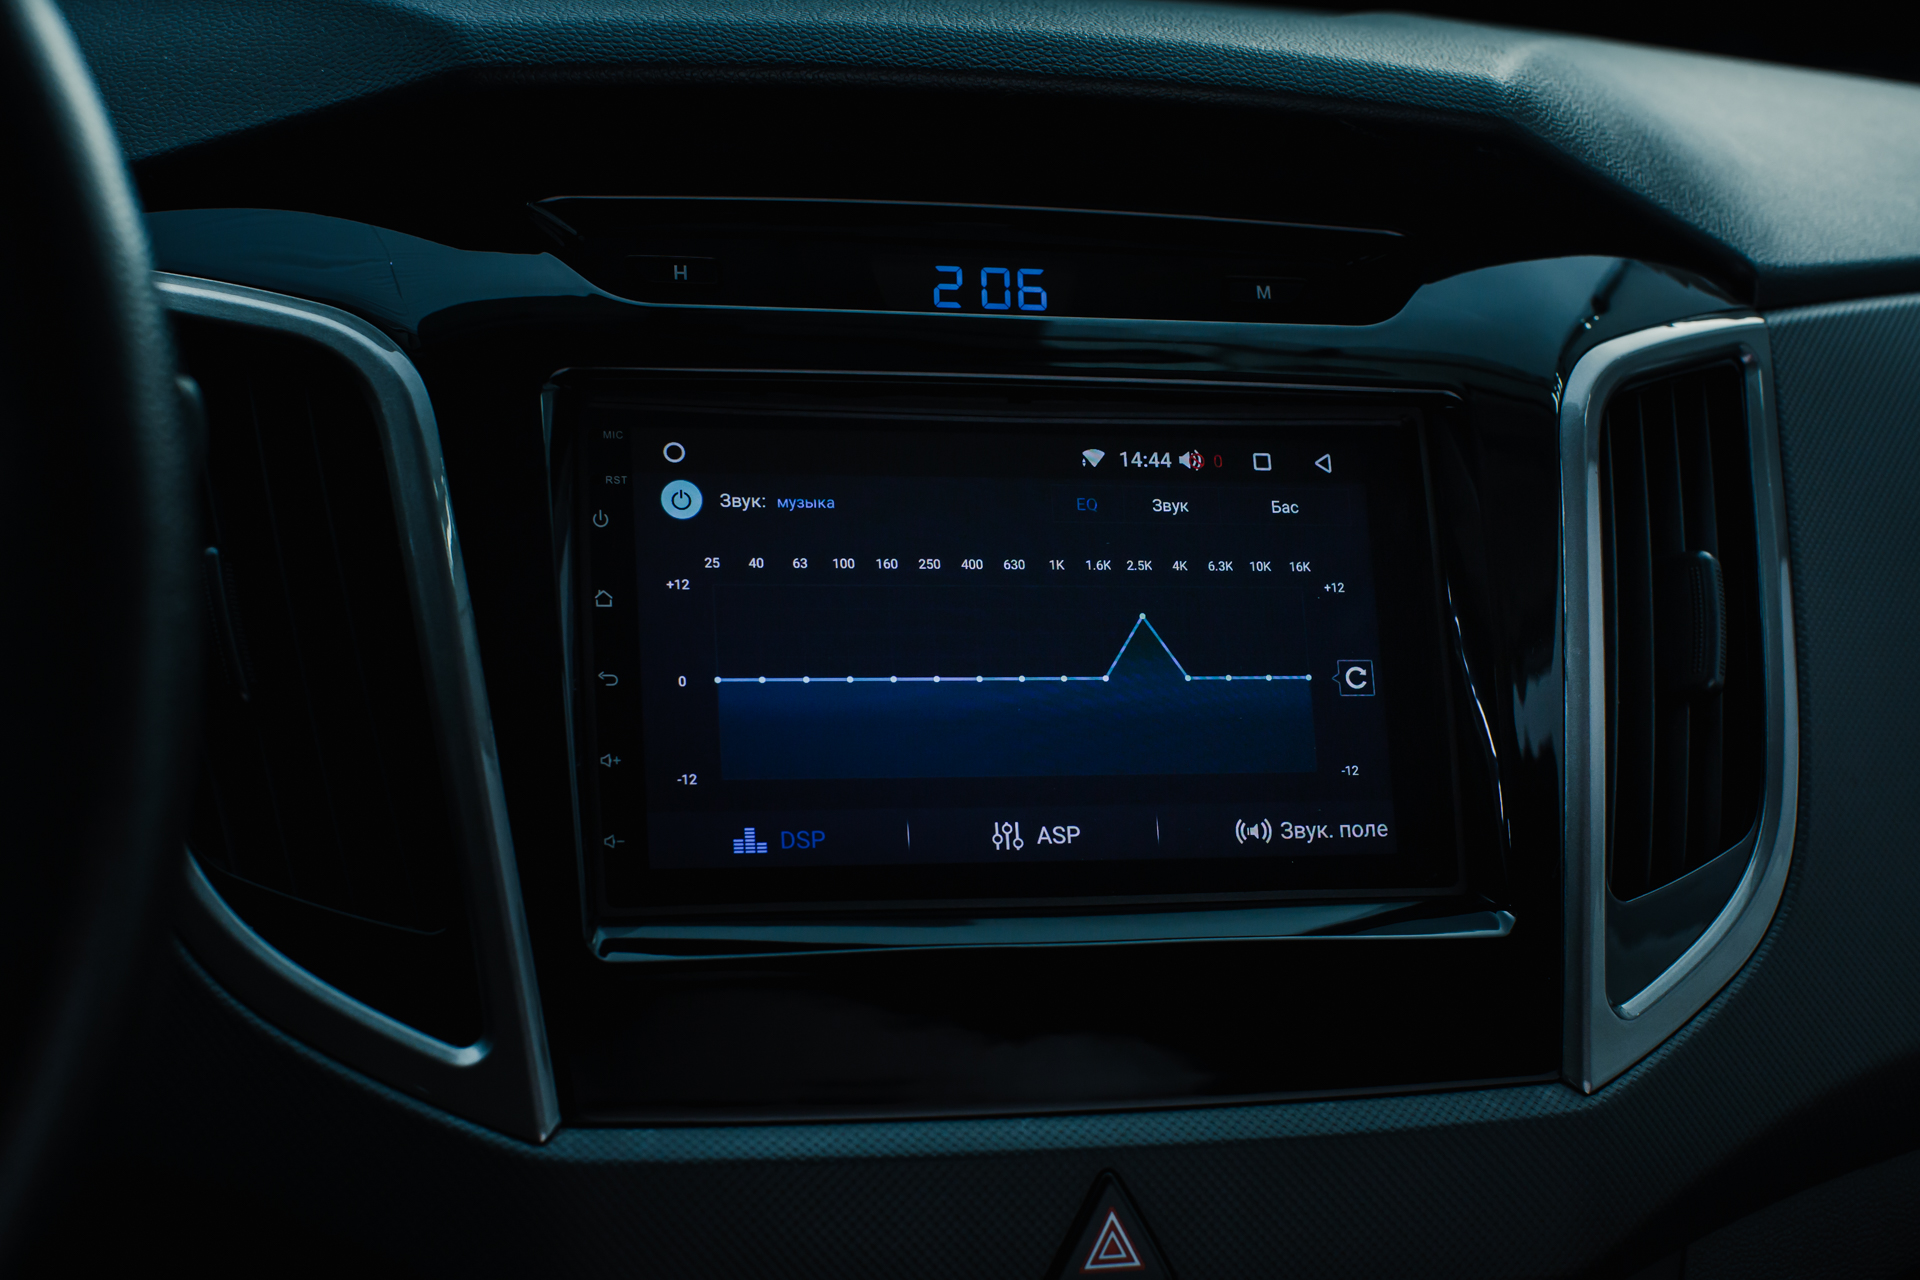 H 2 06 M
MIC
RST
14:44 0
Звук: музыка EQ Звук Бас
25 40 63 100 160 250 400 630 1K 1.6K 2.5K 4K 6.3K 10K 16K
+12 +12
0
-12 -12
DSP ASP Звук. поле